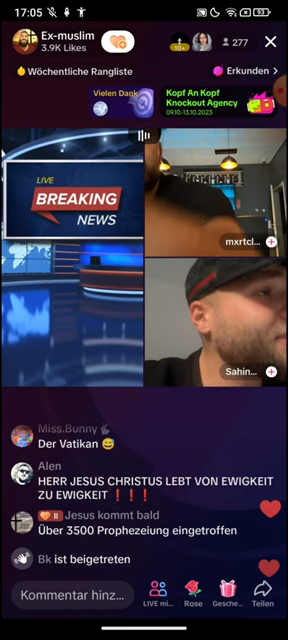 17:05
93
Ex-muslim
3.9K Likes
10+
277
Wöchentliche Rangliste
Erkunden >
Vielen Dank
Kopf An Kopf
Knockout Agency
09.10.-13.10.2023
LIVE
BREAKING
NEWS
mxrtcl...
Sahin...
Miss.Bunny
Der Vatikan 😅
Alen
HERR JESUS CHRISTUS LEBT VON EWIGKEIT
ZU EWIGKEIT ❗❗❗
II Jesus kommt bald
Über 3500 Prophezeiung eingetroffen
Bk ist beigetreten
Kommentar hinz...
LIVE mi...
Rose
Gesche...
Teilen